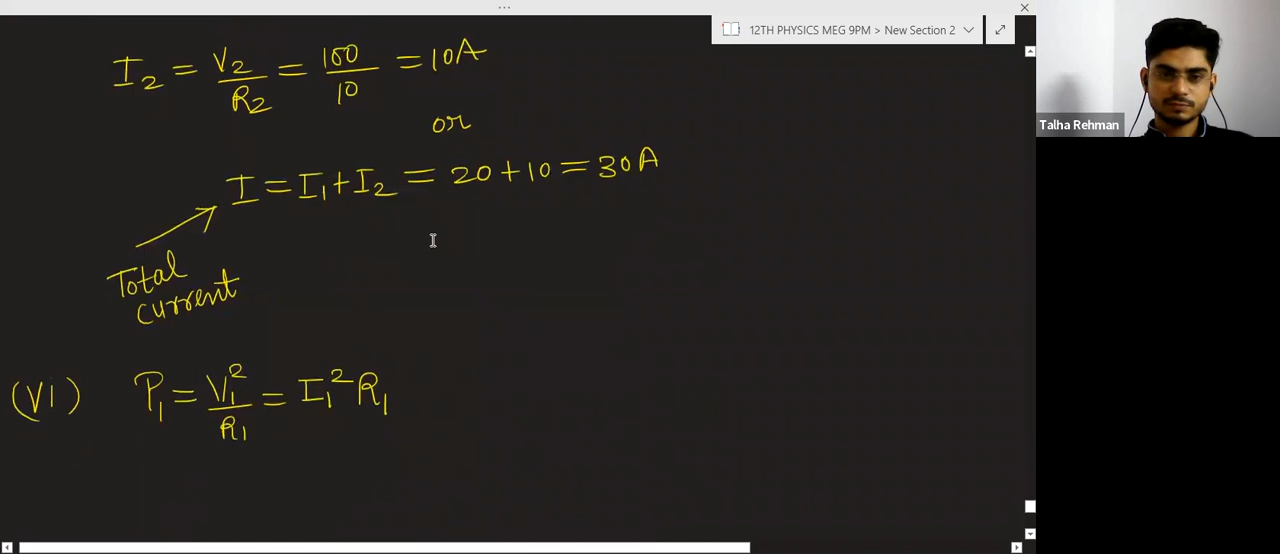 12TH PHYSICS MEG 9PM > New Section 2
I₂ = V₂/R₂ = 100/10 = 10A
or
I = I₁ + I₂ = 20 + 10 = 30A
Total
current
(Vi) P₁ = V₁²/R₁ = I₁²R₁
Talha Rehman